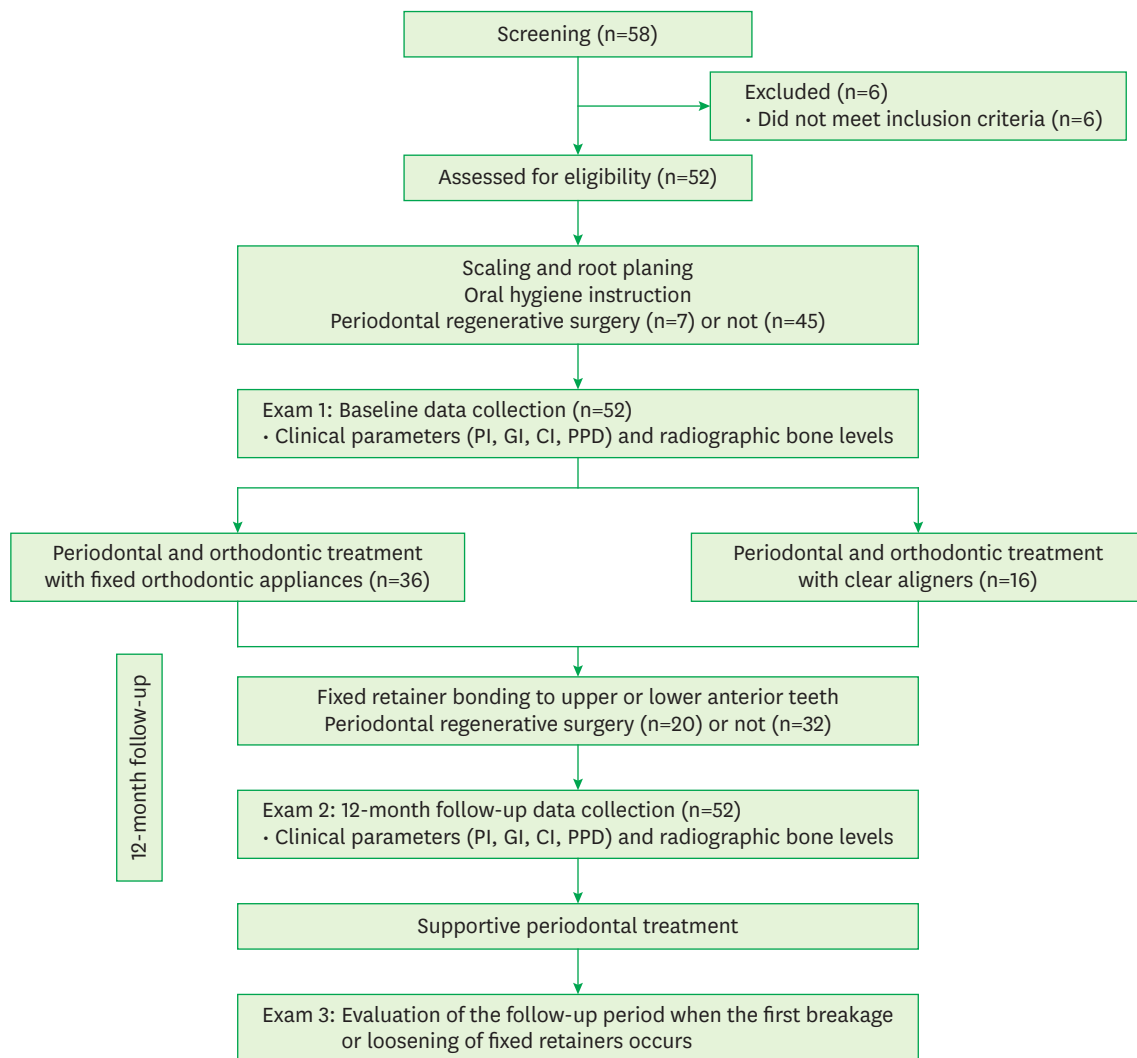 Screening (n=58)
Excluded (n=6)
· Did not meet inclusion criteria (n=6)
Assessed for eligibility (n=52)
Scaling and root planing
Oral hygiene instruction
Periodontal regenerative surgery (n=7) or not (n=45)
Exam 1: Baseline data collection (n=52)
· Clinical parameters (PI, GI, CI, PPD) and radiographic bone levels
Periodontal and orthodontic treatment
with fixed orthodontic appliances (n=36)
Periodontal and orthodontic treatment
with clear aligners (n=16)
12-month follow-up
Fixed retainer bonding to upper or lower anterior teeth
Periodontal regenerative surgery (n=20) or not (n=32)
Exam 2: 12-month follow-up data collection (n=52)
· Clinical parameters (PI, GI, CI, PPD) and radiographic bone levels
Supportive periodontal treatment
Exam 3: Evaluation of the follow-up period when the first breakage
or loosening of fixed retainers occurs